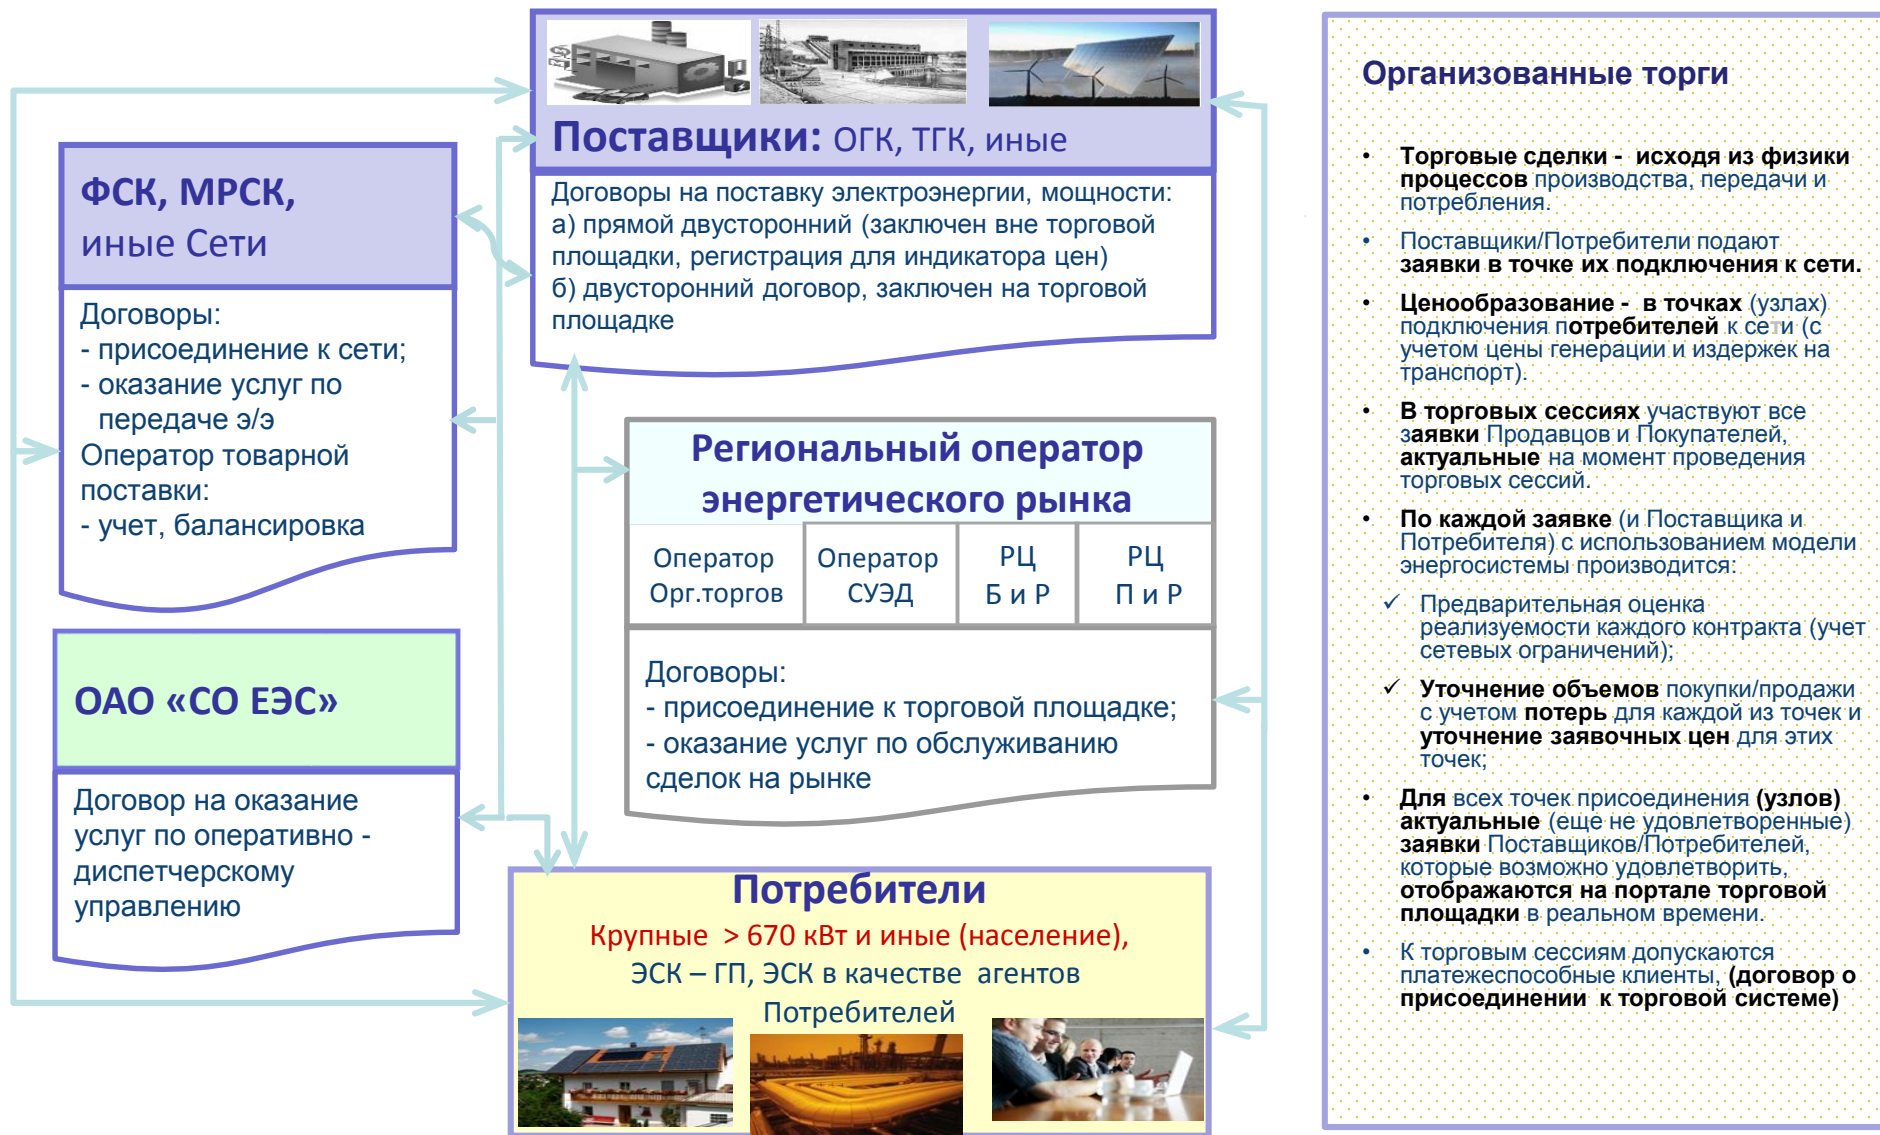 Поставщики: ОГК, ТГК, иные
Договоры на поставку электроэнергии, мощности:
а) прямой двусторонний (заключен вне торговой
площадки, регистрация для индикатора цен)
б) двусторонний договор, заключен на торговой
площадке
ФСК, МРСК,
иные Сети
Договоры:
- присоединение к сети;
- оказание услуг по
передаче э/э
Оператор товарной
поставки:
- учет, балансировка
ОАО «СО ЕЭС»
Договор на оказание
услуг по оперативно -
диспетчерскому
управлению
Региональный оператор
энергетического рынка
Оператор
Орг.торгов
Оператор
СУЭД
РЦ
Б и Р
РЦ
П и Р
Договоры:
- присоединение к торговой площадке;
- оказание услуг по обслуживанию
сделок на рынке
Потребители
Крупные > 670 кВт и иные (население),
ЭСК – ГП, ЭСК в качестве агентов
Потребителей
Организованные торги
• Торговые сделки - исходя из физики
процессов производства, передачи и
потребления.
• Поставщики/Потребители подают
заявки в точке их подключения к сети.
• Ценообразование - в точках (узлах)
подключения потребителей к сети (с
учетом цены генерации и издержек на
транспорт).
• В торговых сессиях участвуют все
заявки Продавцов и Покупателей,
актуальные на момент проведения
торговых сессий.
• По каждой заявке (и Поставщика и
Потребителя) с использованием модели
энергосистемы производится:
✓ Предварительная оценка
реализуемости каждого контракта (учет
сетевых ограничений);
✓ Уточнение объемов покупки/продажи
с учетом потерь для каждой из точек и
уточнение заявочных цен для этих
точек;
• Для всех точек присоединения (узлов)
актуальные (еще не удовлетворенные)
заявки Поставщиков/Потребителей,
которые возможно удовлетворить,
отображаются на портале торговой
площадки в реальном времени.
• К торговым сессиям допускаются
платежеспособные клиенты, (договор о
присоединении к торговой системе)